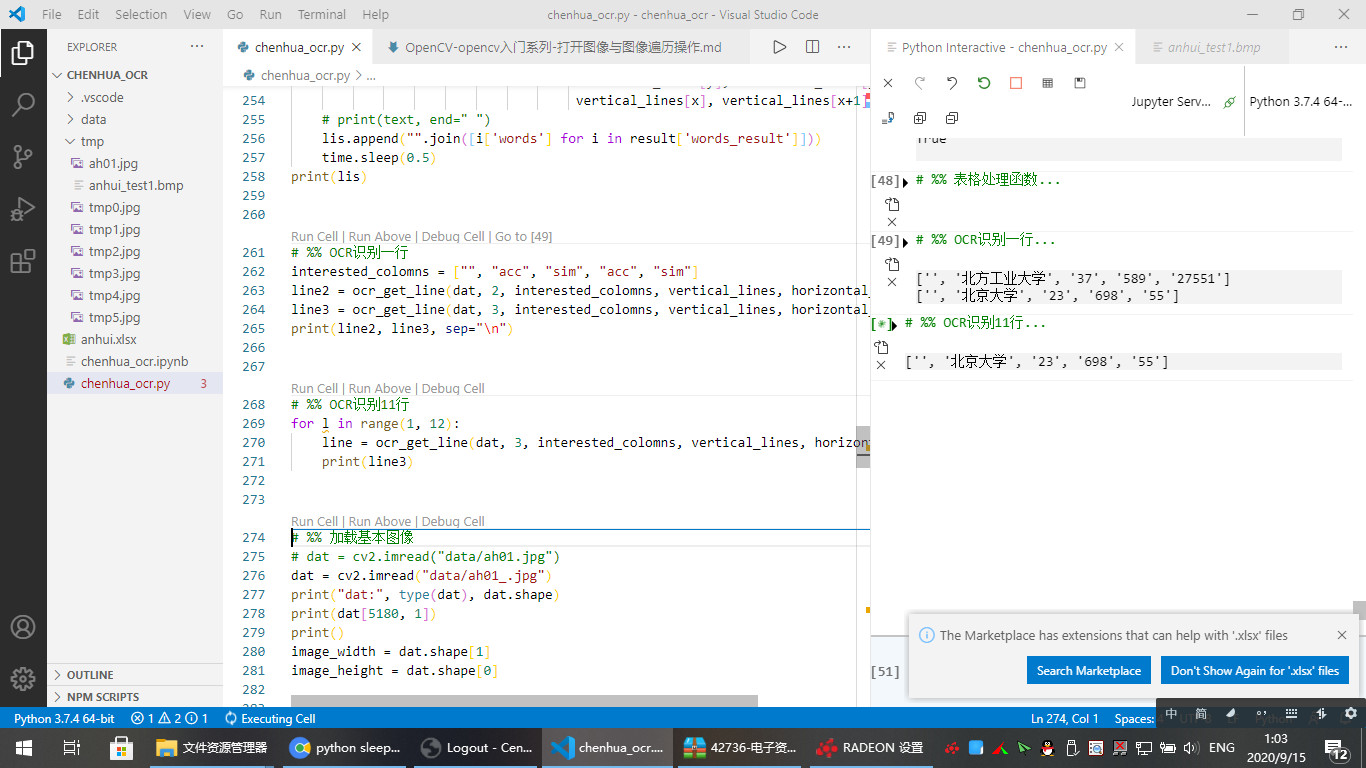 File Edit Selection View Go Run Terminal Help
chenhua_ocr.py - chenhua_ocr - Visual Studio Code
EXPLORER
CHENHUA_OCR
.vscode
data
tmp
ah01.jpg
anhui_test1.bmp
tmp0.jpg
tmp1.jpg
tmp2.jpg
tmp3.jpg
tmp4.jpg
tmp5.jpg
anhui.xlsx
chenhua_ocr.ipynb
chenhua_ocr.py 3
OUTLINE
NPM SCRIPTS
chenhua_ocr.py
OpenCV-opencv入门系列-打开图像与图像遍历操作.md
chenhua_ocr.py > ...
254 vertical_lines[x], vertical_lines[x+1]
255 # print(text, end=" ")
256 lis.append("".join([i['words'] for i in result['words_result']]))
257 time.sleep(0.5)
258 print(lis)
259
260
Run Cell | Run Above | Debug Cell | Go to [49]
261 # %% OCR识别一行
262 interested_colomns = ["", "acc", "sim", "acc", "sim"]
263 line2 = ocr_get_line(dat, 2, interested_colomns, vertical_lines, horizontal_
264 line3 = ocr_get_line(dat, 3, interested_colomns, vertical_lines, horizontal_
265 print(line2, line3, sep="\n")
266
267
Run Cell | Run Above | Debug Cell
268 # %% OCR识别11行
269 for l in range(1, 12):
270 line = ocr_get_line(dat, 3, interested_colomns, vertical_lines, horizon
271 print(line3)
272
273
Run Cell | Run Above | Debug Cell
274 # %% 加载基本图像
275 # dat = cv2.imread("data/ah01.jpg")
276 dat = cv2.imread("data/ah01_.jpg")
277 print("dat:", type(dat), dat.shape)
278 print(dat[5180, 1])
279 print()
280 image_width = dat.shape[1]
281 image_height = dat.shape[0]
282
Python Interactive - chenhua_ocr.py
anhui_test1.bmp
Jupyter Serv...
Python 3.7.4 64-...
True
[48] # %% 表格处理函数...
[49] # %% OCR识别一行...
['', '北方工业大学', '37', '589', '27551']
['', '北京大学', '23', '698', '55']
[*] # %% OCR识别11行...
['', '北京大学', '23', '698', '55']
[51]
The Marketplace has extensions that can help with '.xlsx' files
Search Marketplace
Don't Show Again for '.xlsx' files
Python 3.7.4 64-bit
1 2 1
Executing Cell
Ln 274, Col 1
Spaces:
中 简
文件资源管理器
python sleep...
Logout - Cen...
chenhua_ocr....
42736-电子资...
RADEON 设置
ENG
1:03
2020/9/15
12